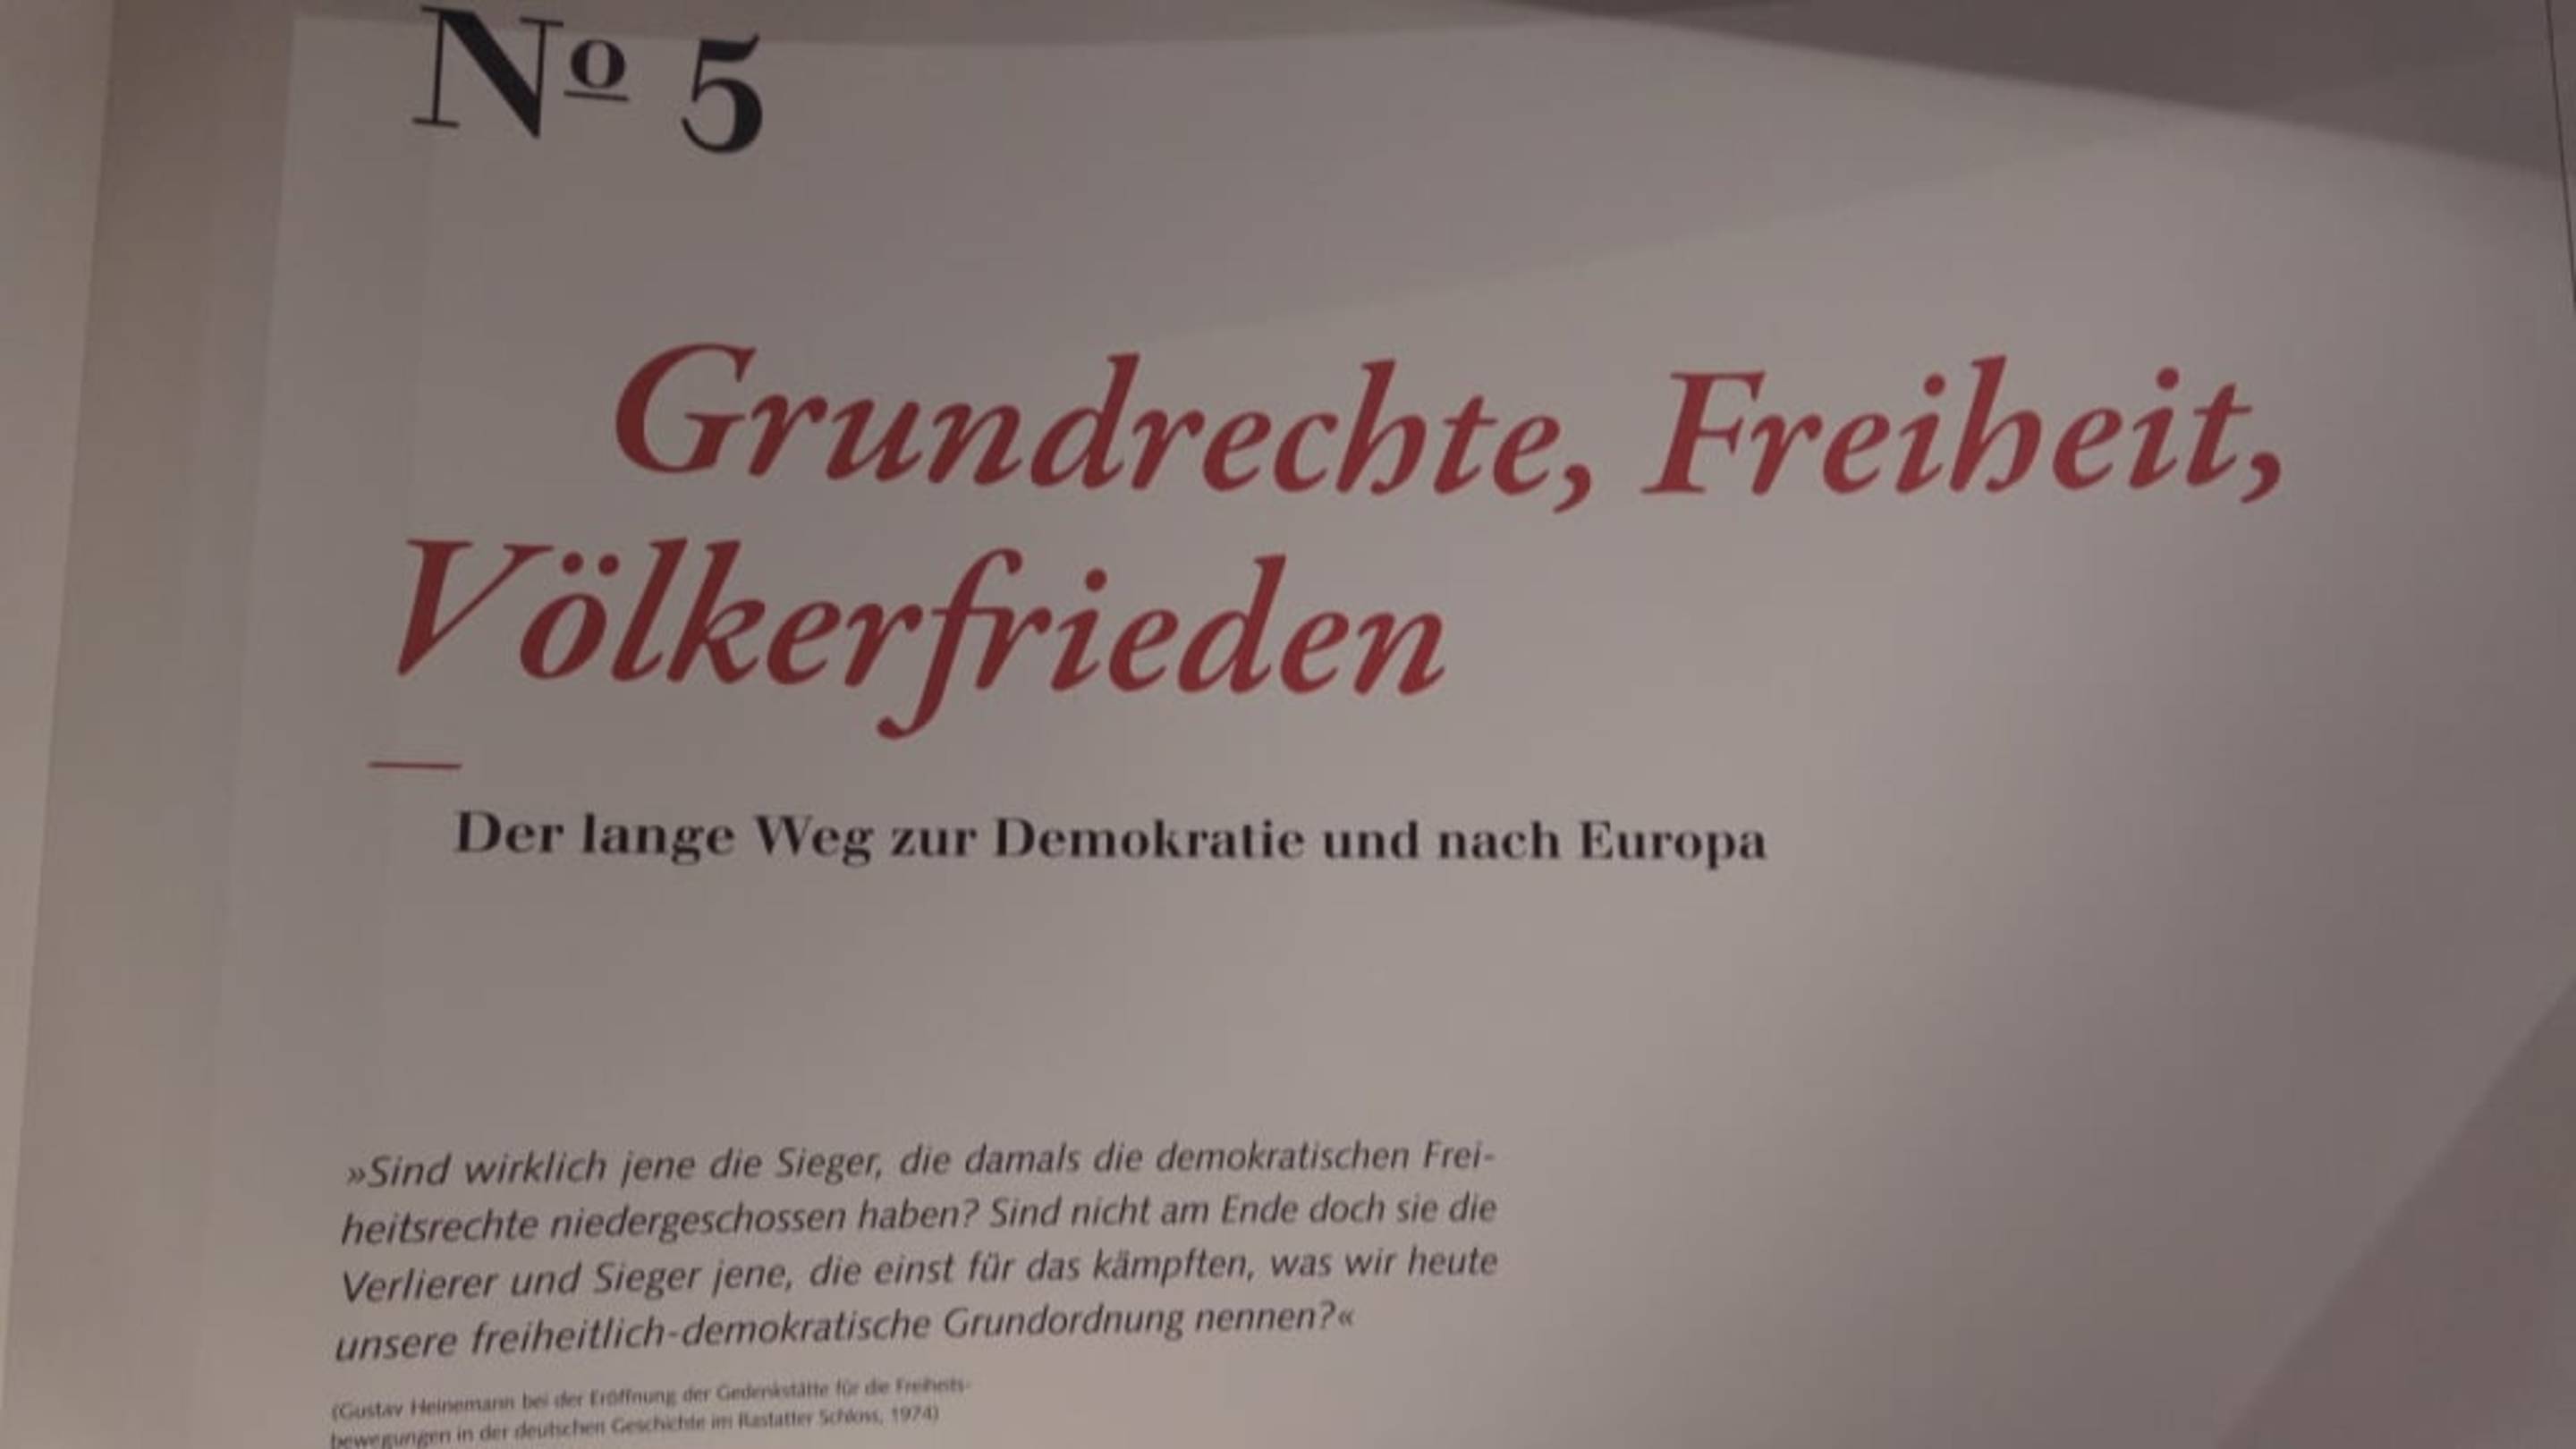 Nº 5
Grundrechte, Freiheit,
Völkerfrieden
Der lange Weg zur Demokratie und nach Europa
»Sind wirklich jene die Sieger, die damals die demokratischen Frei-
heitsrechte niedergeschossen haben? Sind nicht am Ende doch sie die
Verlierer und Sieger jene, die einst für das kämpften, was wir heute
unsere freiheitlich-demokratische Grundordnung nennen?«
(Gustav Heinemann bei der Eröffnung der Gedenkstätte für die Freiheits-
bewegungen in der deutschen Geschichte im Rastatter Schloss, 1974)